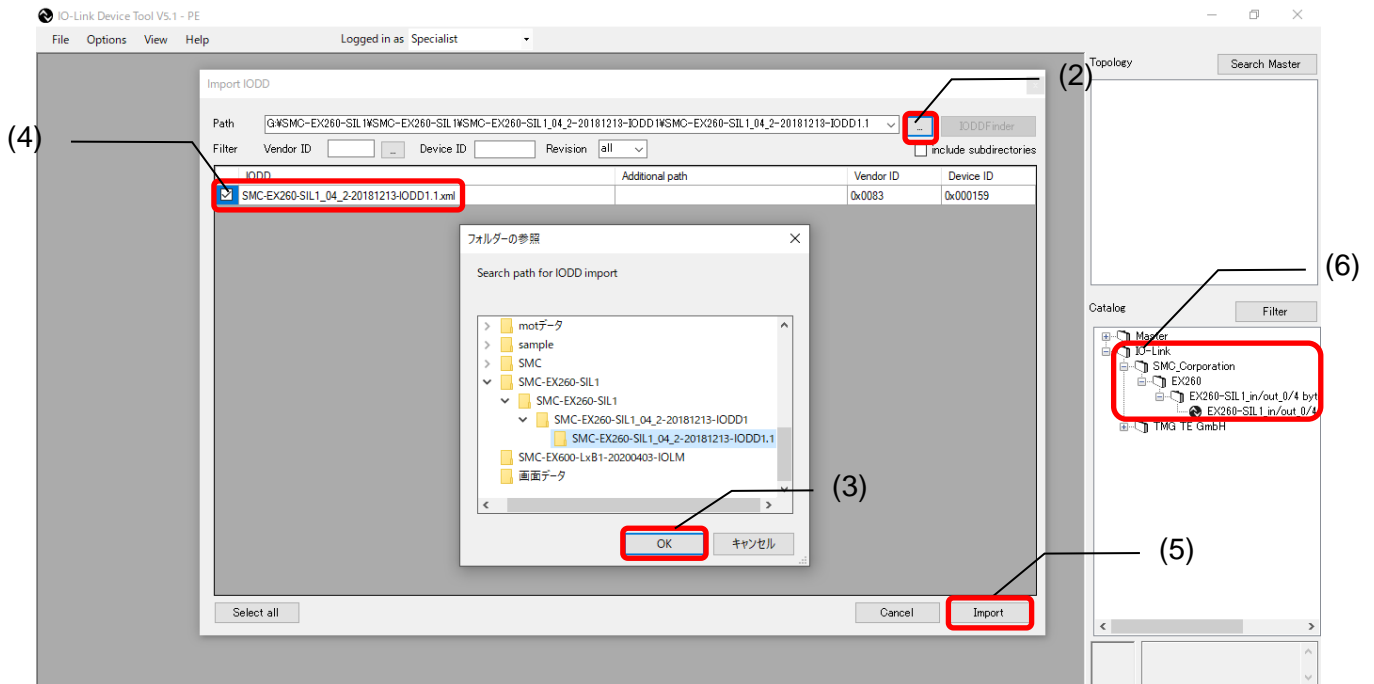 IO-Link Device Tool V5.1 - PE
File Options View Help Logged in as Specialist
Topology Search Master
(2)
Import IODD
Path G:¥SMC-EX260-SIL1¥SMC-EX260-SIL1¥SMC-EX260-SIL1_04_2-20181213-IODD1¥SMC-EX260-SIL1_04_2-20181213-IODD1.1 ... IODDFinder
(4)
Filter Vendor ID ... Device ID Revision all include subdirectories
IODD Additional path Vendor ID Device ID
SMC-EX260-SIL1_04_2-20181213-IODD1.1.xml 0x0083 0x000159
フォルダーの参照
Search path for IODD import
(6)
Catalog Filter
motデータ
sample
SMC
SMC-EX260-SIL1
SMC-EX260-SIL1
SMC-EX260-SIL1_04_2-20181213-IODD1
SMC-EX260-SIL1_04_2-20181213-IODD1.1
SMC-EX600-LxB1-20200403-IOLM
画面データ
Master
IO-Link
SMC_Corporation
EX260
EX260-SIL1_in/out_0/4 byt
EX260-SIL1_in/out_0/4
TMG TE GmbH
(3)
OK キャンセル
(5)
Select all Cancel Import